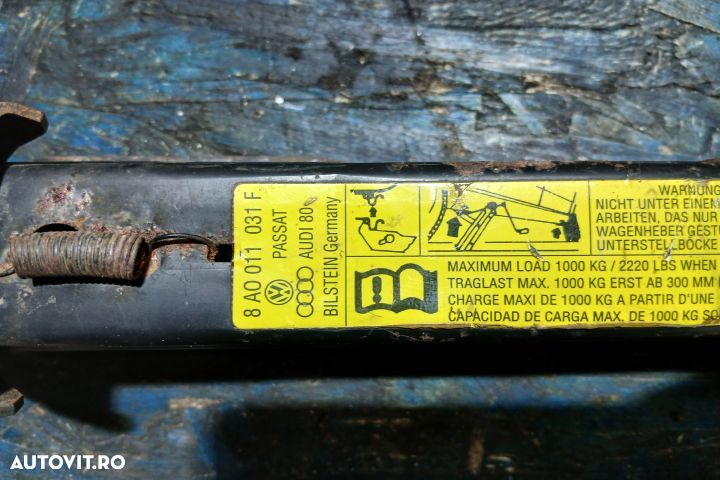 8 A0 011 031 F
PASSAT
AUDI 80
BILSTEIN Germany
WARNUNG
NICHT UNTER EINEM
ARBEITEN, DAS NUR
WAGENHEBER GESTÜ
UNTERSTELLBÖCKE
MAXIMUM LOAD 1000 KG / 2220 LBS WHEN
TRAGLAST MAX. 1000 KG ERST AB 300 MM
CHARGE MAXI DE 1000 KG A PARTIR D'UNE
CAPACIDAD DE CARGA MAX. DE 1000 KG SO
AUTOVIT.RO